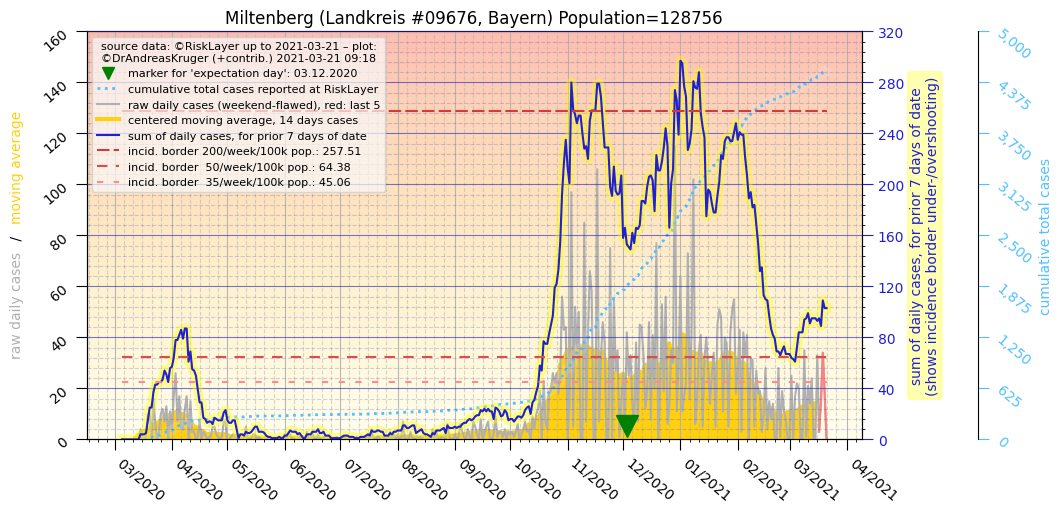 Miltenberg (Landkreis #09676, Bayern) Population=128756
source data: ©RiskLayer up to 2021-03-21 – plot:
©DrAndreasKruger (+contrib.) 2021-03-21 09:18
marker for 'expectation day': 03.12.2020
cumulative total cases reported at RiskLayer
raw daily cases (weekend-flawed), red: last 5
centered moving average, 14 days cases
sum of daily cases, for prior 7 days of date
incid. border 200/week/100k pop.: 257.51
incid. border  50/week/100k pop.: 64.38
incid. border  35/week/100k pop.: 45.06
raw daily cases   /   moving average
160
140
120
100
80
60
40
20
0
03/2020
04/2020
05/2020
06/2020
07/2020
08/2020
09/2020
10/2020
11/2020
12/2020
01/2021
02/2021
03/2021
04/2021
320
280
240
200
160
120
80
40
0
sum of daily cases, for prior 7 days of date
(shows incidence border under-/overshooting)
5,000
4,375
3,750
3,125
2,500
1,875
1,250
625
0
cumulative total cases